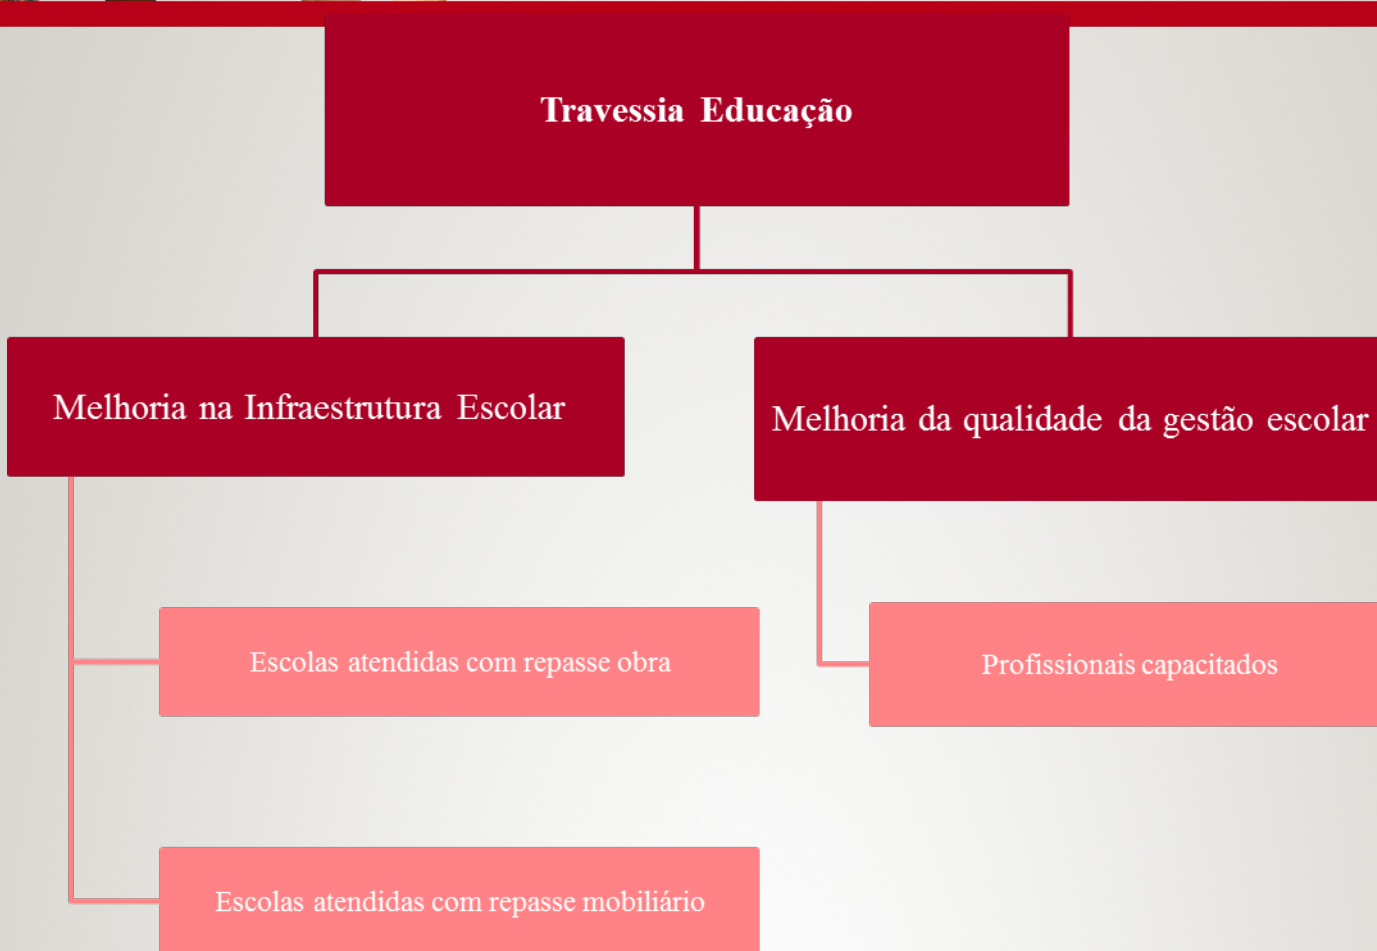 Travessia Educação
Melhoria na Infraestrutura Escolar
Melhoria da qualidade da gestão escolar
Escolas atendidas com repasse obra
Profissionais capacitados
Escolas atendidas com repasse mobiliário